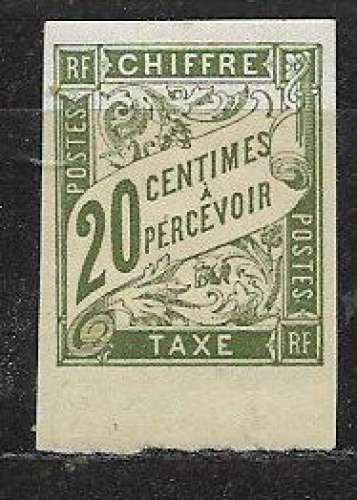 RF CHIFFRE
POSTES
20 CENTIMES
À
PERCEVOIR
POSTES
TAXE RF